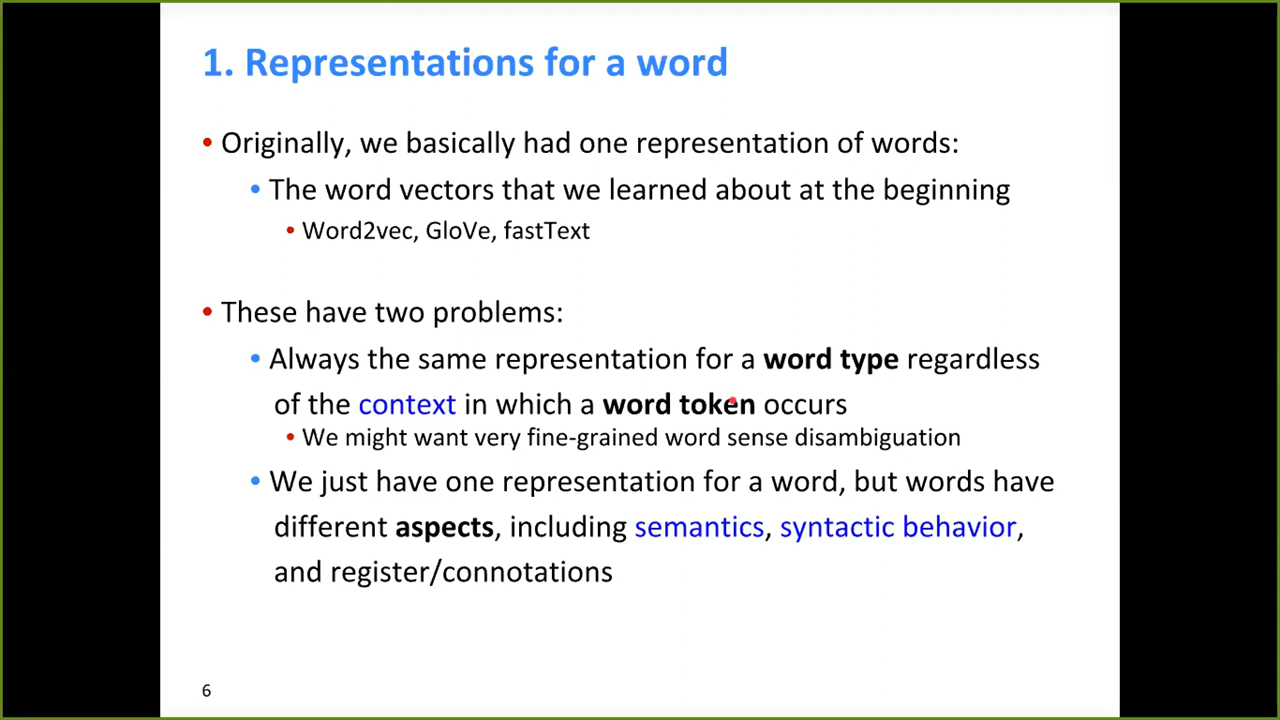 1. Representations for a word
• Originally, we basically had one representation of words:
• The word vectors that we learned about at the beginning
• Word2vec, GloVe, fastText
• These have two problems:
• Always the same representation for a word type regardless
of the context in which a word token occurs
• We might want very fine-grained word sense disambiguation
• We just have one representation for a word, but words have
different aspects, including semantics, syntactic behavior,
and register/connotations
6